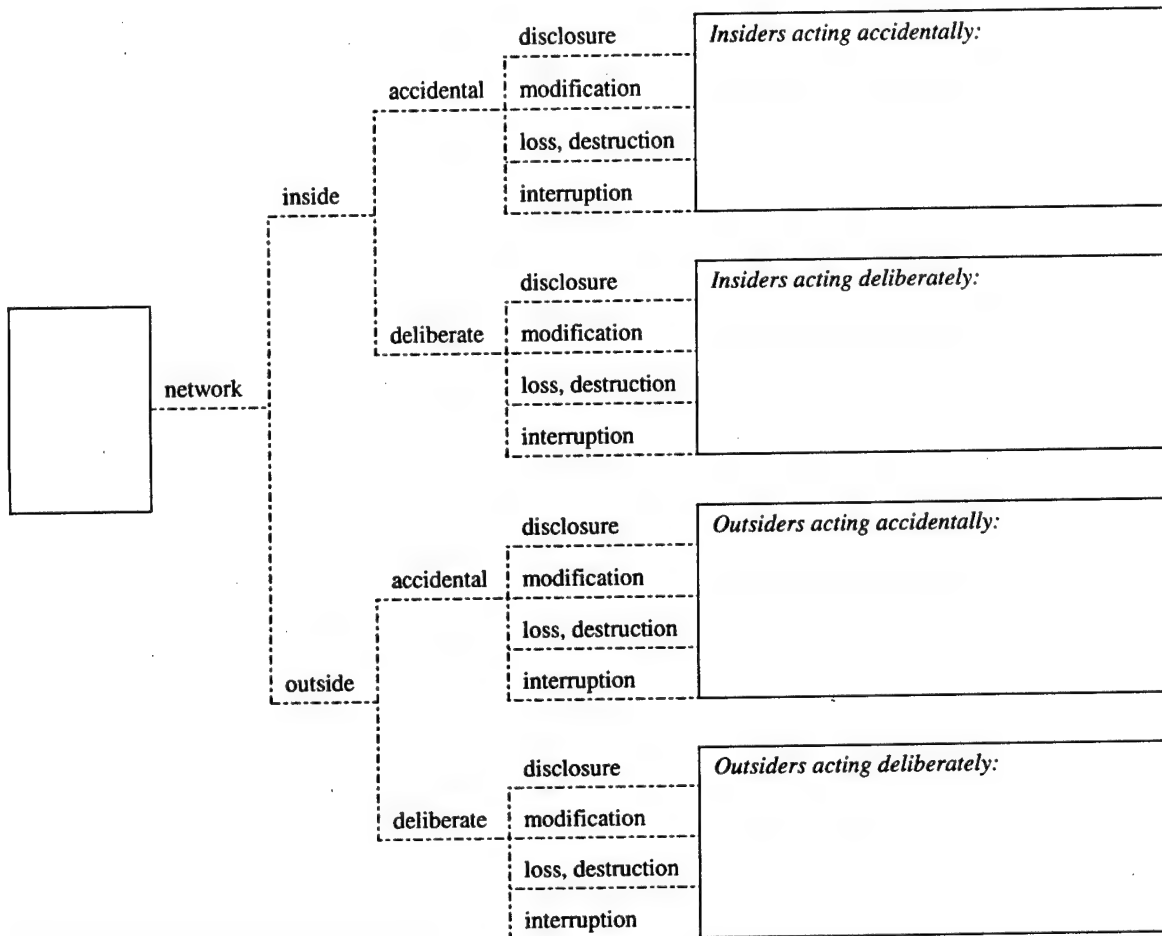 disclosure
Insiders acting accidentally:
accidental
modification
loss, destruction
inside
interruption
disclosure
Insiders acting deliberately:
deliberate
modification
network
loss, destruction
interruption
disclosure
Outsiders acting accidentally:
accidental
modification
loss, destruction
outside
interruption
disclosure
Outsiders acting deliberately:
deliberate
modification
loss, destruction
interruption